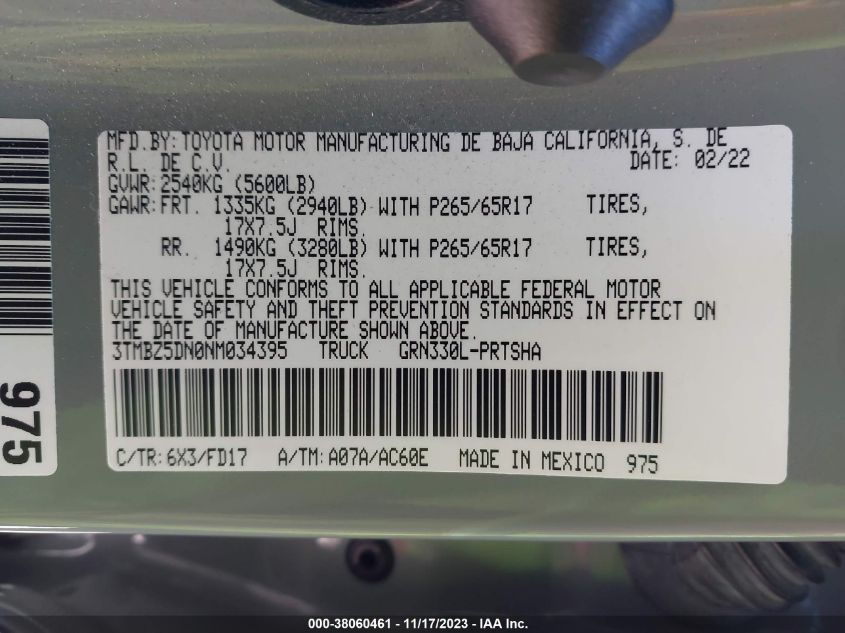 MFD.BY:TOYOTA MOTOR MANUFACTURING DE BAJA CALIFORNIA, S. DE
R.L. DE C.V. DATE: 02/22
GVWR:2540KG (5600LB)
GAWR:FRT. 1335KG (2940LB) WITH P265/65R17 TIRES,
17X7.5J RIMS.
RR. 1490KG (3280LB) WITH P265/65R17 TIRES,
17X7.5J RIMS.
THIS VEHICLE CONFORMS TO ALL APPLICABLE FEDERAL MOTOR
VEHICLE SAFETY AND THEFT PREVENTION STANDARDS IN EFFECT ON
THE DATE OF MANUFACTURE SHOWN ABOVE.
3TMBZ5DN0NM034395 TRUCK GRN330L-PRTSHA
C/TR:6X3/FD17 A/TM:A07A/AC60E MADE IN MEXICO 975
975
000-38060461 - 11/17/2023 - IAA Inc.